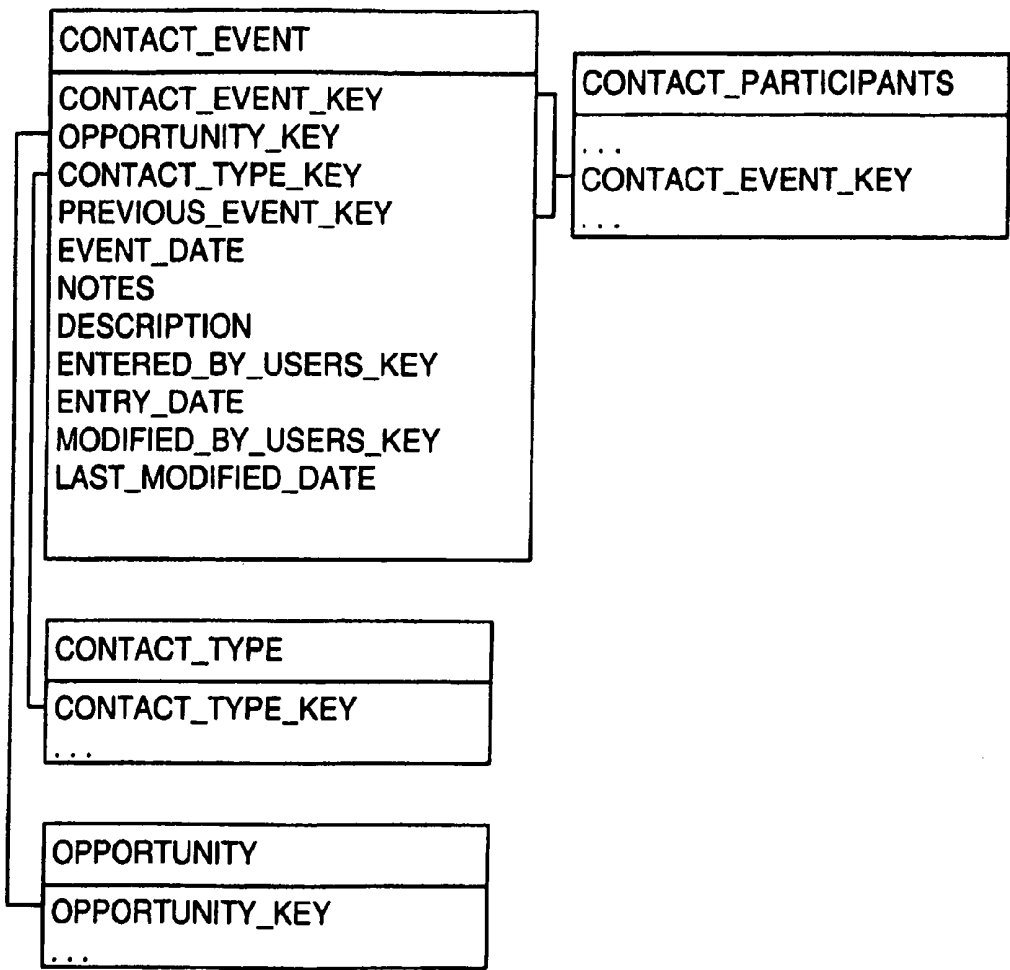 CONTACT_EVENT
CONTACT_EVENT_KEY
OPPORTUNITY_KEY
CONTACT_TYPE_KEY
PREVIOUS_EVENT_KEY
EVENT_DATE
NOTES
DESCRIPTION
ENTERED_BY_USERS_KEY
ENTRY_DATE
MODIFIED_BY_USERS_KEY
LAST_MODIFIED_DATE
CONTACT_PARTICIPANTS
...
CONTACT_EVENT_KEY
...
CONTACT_TYPE
CONTACT_TYPE_KEY
...
OPPORTUNITY
OPPORTUNITY_KEY
...